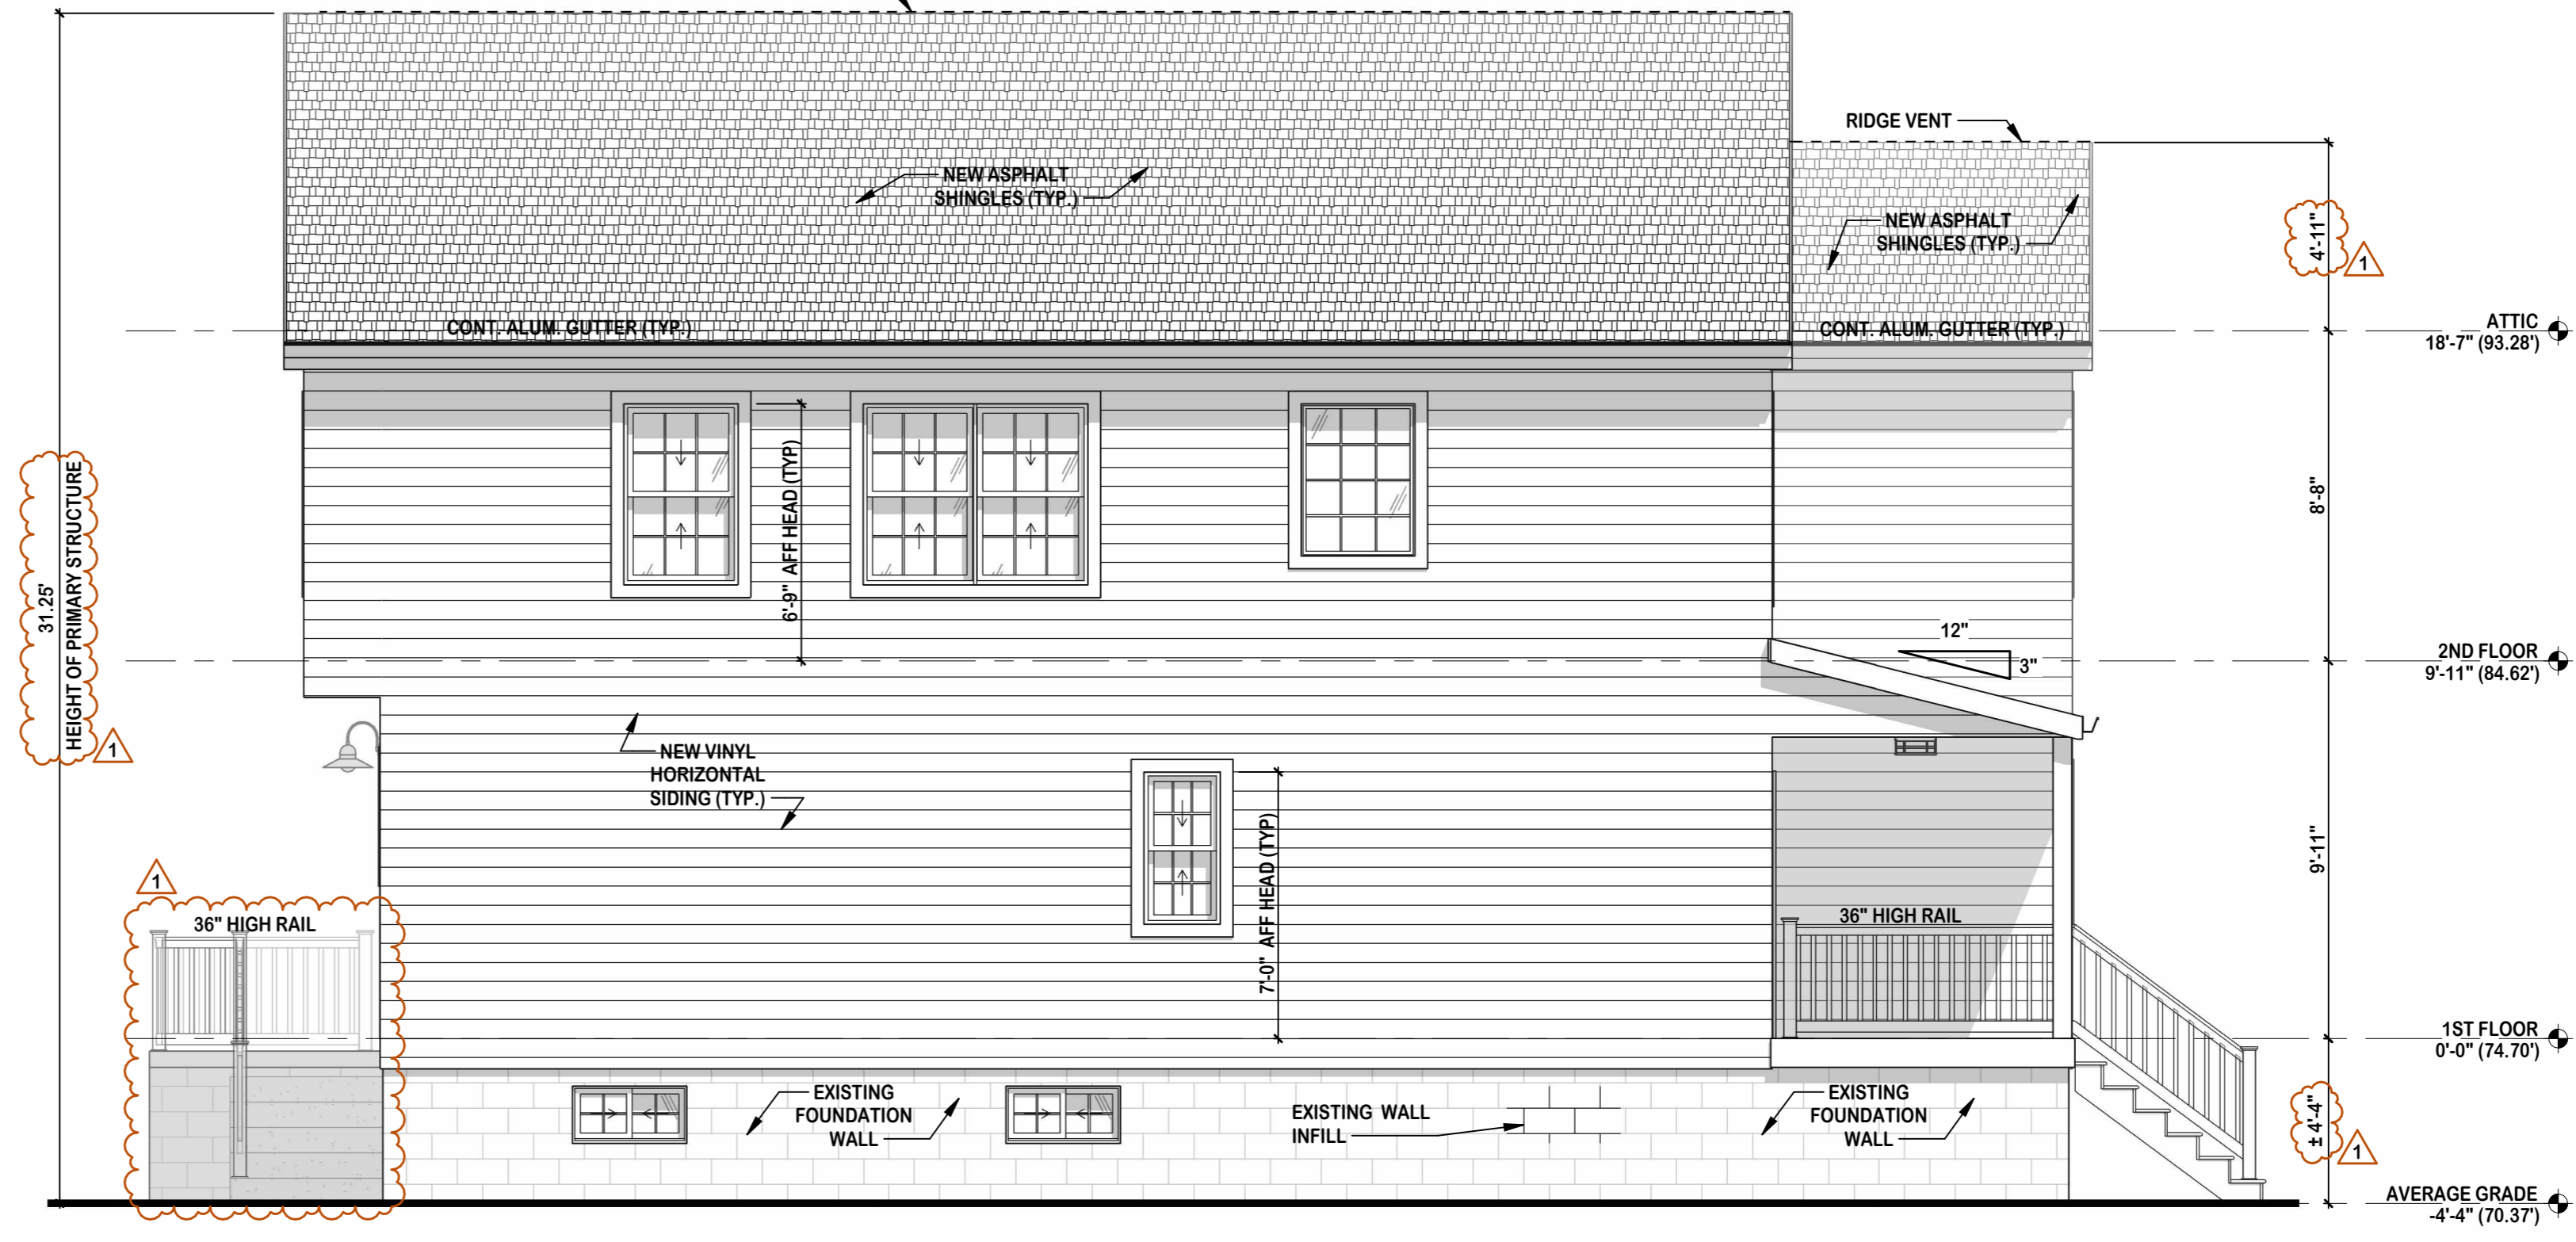 RIDGE VENT
NEW ASPHALT
SHINGLES (TYP.)
NEW ASPHALT
SHINGLES (TYP.)
4'-11"
1
CONT. ALUM. GUTTER (TYP.)
CONT. ALUM. GUTTER (TYP.)
ATTIC
18'-7" (93.28')
6'-9" AFF HEAD (TYP)
8'-8"
31.25'
HEIGHT OF PRIMARY STRUCTURE
1
12"
3"
2ND FLOOR
9'-11" (84.62')
NEW VINYL
HORIZONTAL
SIDING (TYP.)
7'-0" AFF HEAD (TYP)
9'-11"
1
36" HIGH RAIL
36" HIGH RAIL
1ST FLOOR
0'-0" (74.70')
EXISTING
FOUNDATION
WALL
EXISTING WALL
INFILL
EXISTING
FOUNDATION
WALL
±4'-4"
1
AVERAGE GRADE
-4'-4" (70.37')